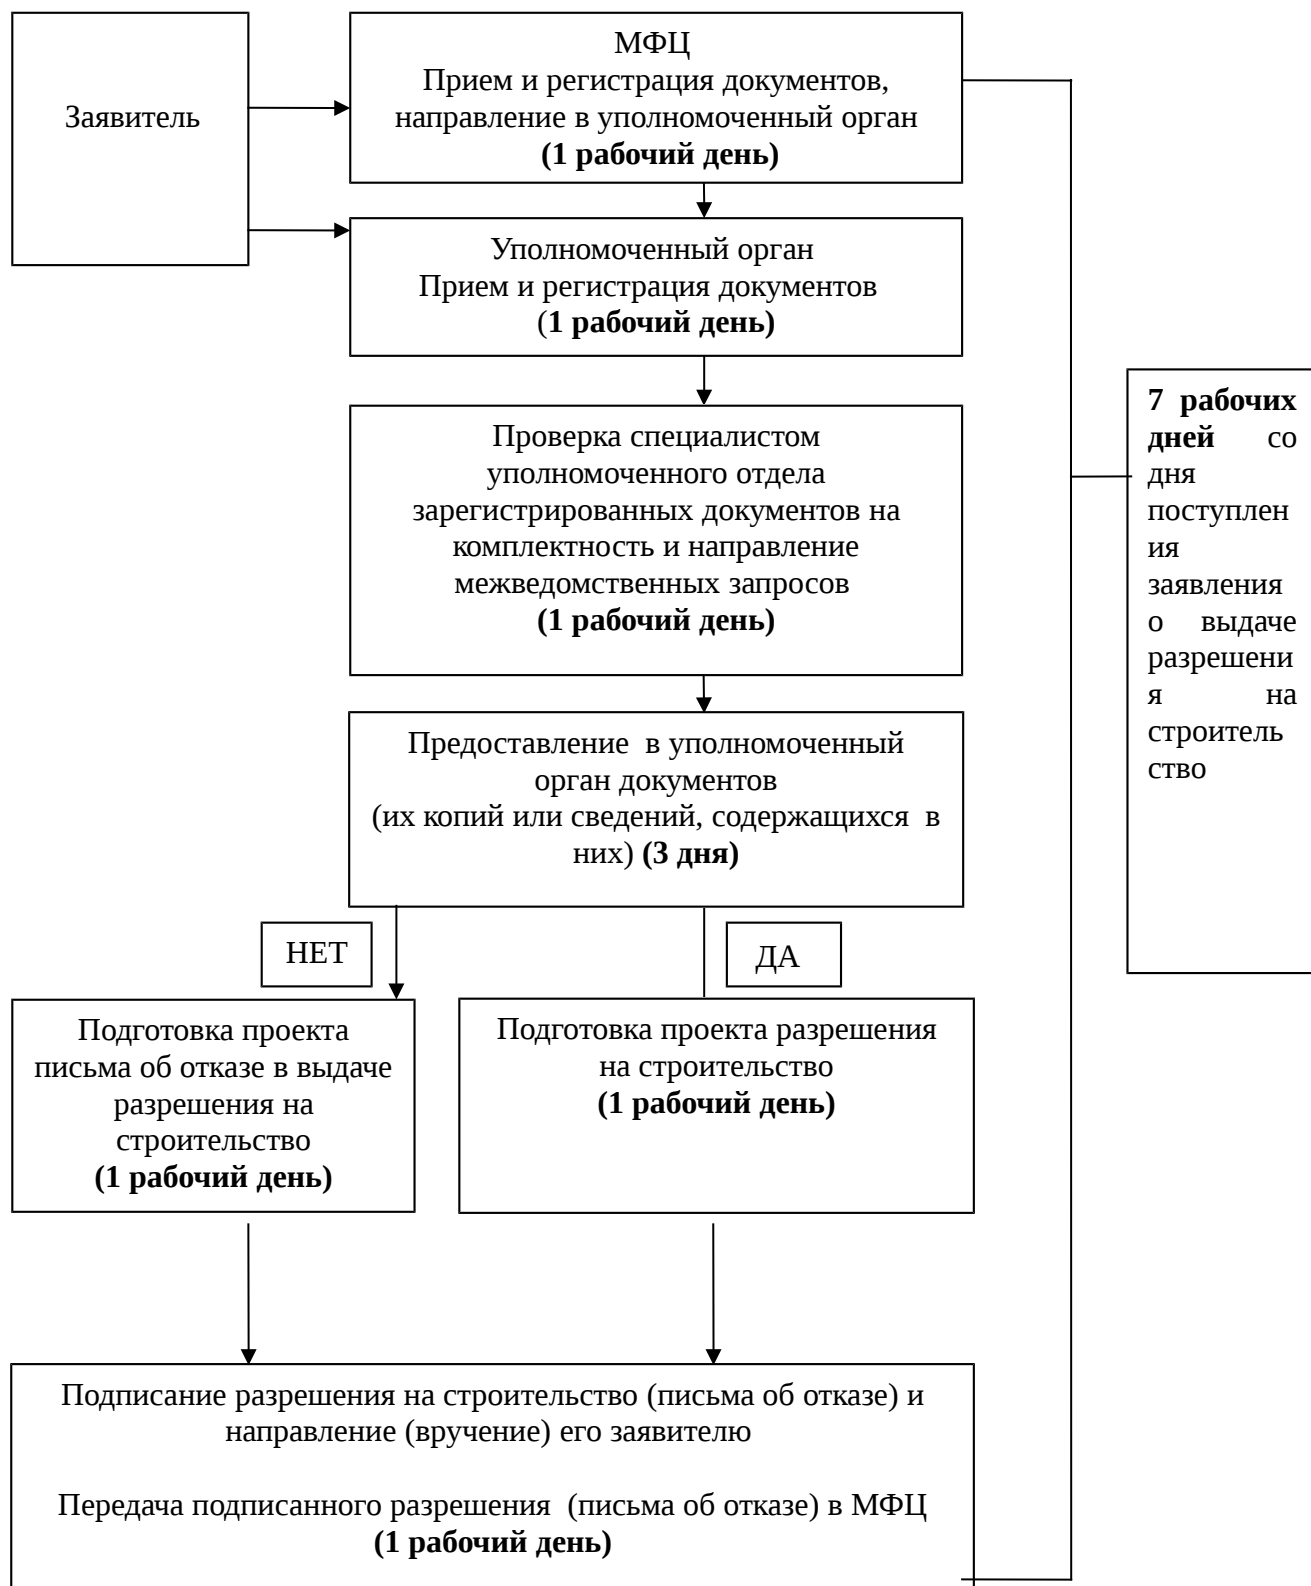 Заявитель
МФЦ
Прием и регистрация документов,
направление в уполномоченный орган
(1 рабочий день)
Уполномоченный орган
Прием и регистрация документов
(1 рабочий день)
Проверка специалистом
уполномоченного отдела
зарегистрированных документов на
комплектность и направление
межведомственных запросов
(1 рабочий день)
7 рабочих
дней со
дня
поступлен
ия
заявления
о выдаче
разрешени
я на
строитель
ство
Предоставление в уполномоченный
орган документов
(их копий или сведений, содержащихся в
них) (3 дня)
НЕТ
ДА
Подготовка проекта
письма об отказе в выдаче
разрешения на
строительство
(1 рабочий день)
Подготовка проекта разрешения
на строительство
(1 рабочий день)
Подписание разрешения на строительство (письма об отказе) и
направление (вручение) его заявителю
Передача подписанного разрешения (письма об отказе) в МФЦ
(1 рабочий день)